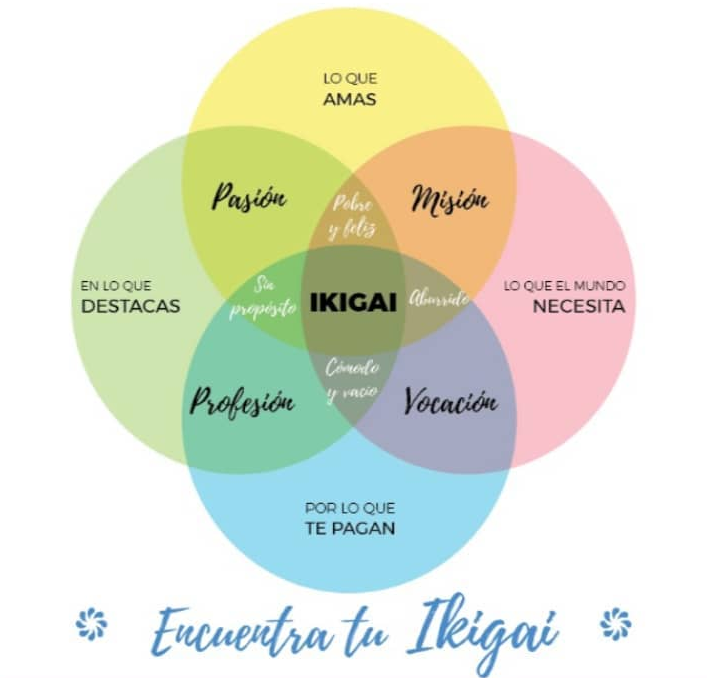 LO QUE
AMAS
Pasión
Misión
Pobre
y feliz
EN LO QUE
DESTACAS
Sin
propósito
IKIGAI
Aburrido
LO QUE EL MUNDO
NECESITA
Profesión
Cómodo
y vacío
Vocación
POR LO QUE
TE PAGAN
Encuentra tu Ikigai